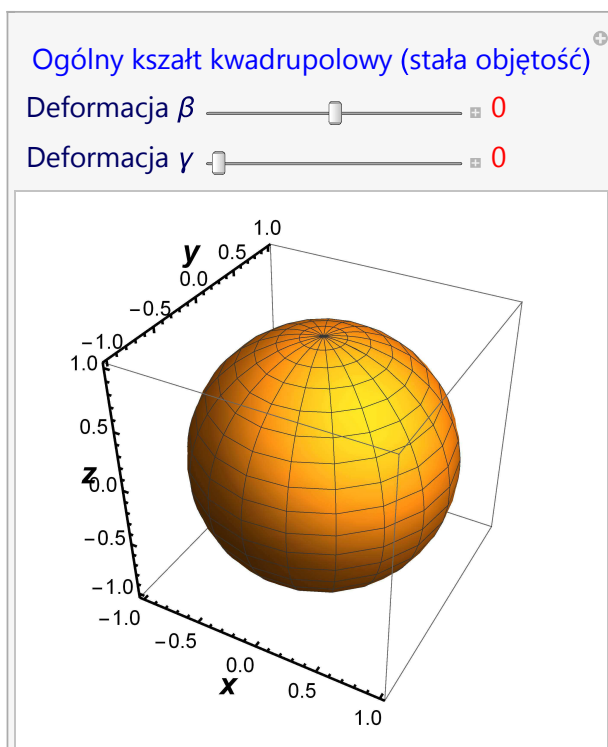 Ogólny kszałt kwadrupolowy (stała objętość)
Deformacja β 0
Deformacja γ 0
1.0
y 0.5
0.0
−0.5
−1.0
1.0
0.5
z 0.0
−0.5
−1.0
−1.0
−0.5
0.0
x 0.5
1.0